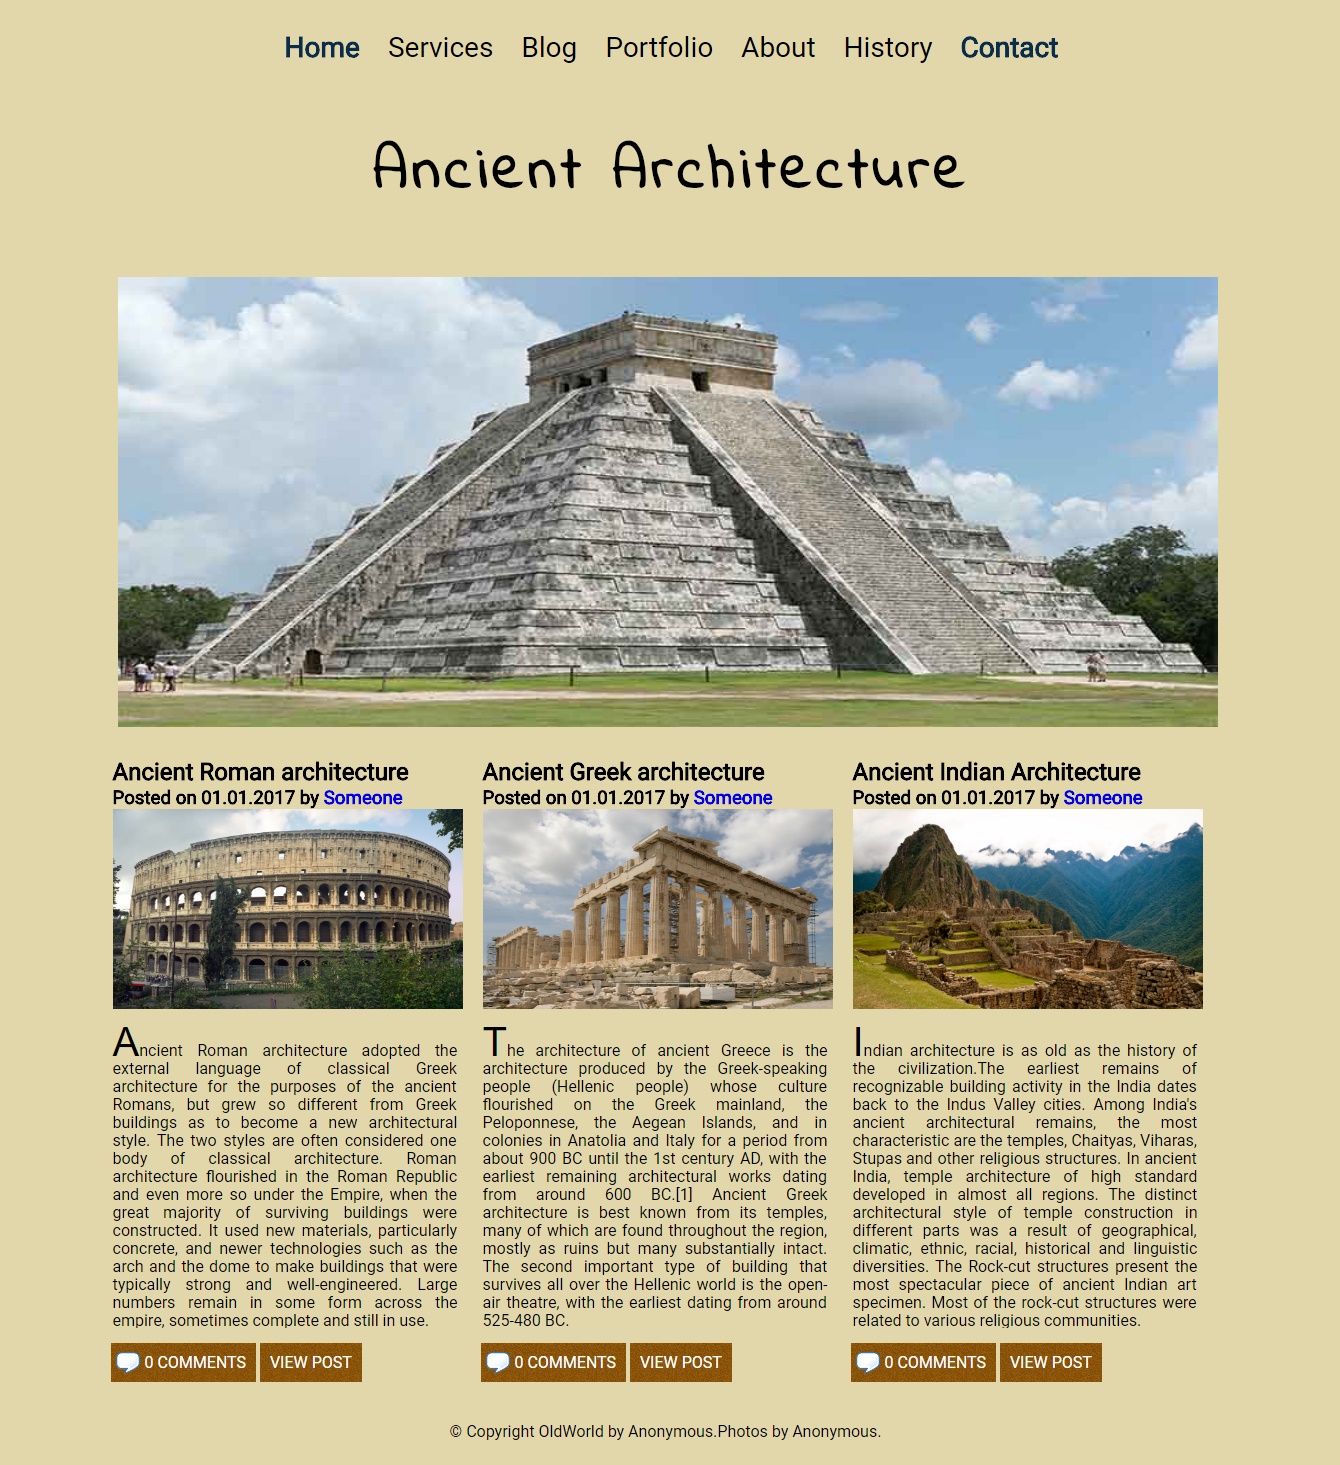 Home Services Blog Portfolio About History Contact
Ancient Architecture
Ancient Roman architecture
Posted on 01.01.2017 by Someone
Ancient Roman architecture adopted the
external language of classical Greek
architecture for the purposes of the ancient
Romans, but grew so different from Greek
buildings as to become a new architectural
style. The two styles are often considered one
body of classical architecture. Roman
architecture flourished in the Roman Republic
and even more so under the Empire, when the
great majority of surviving buildings were
constructed. It used new materials, particularly
concrete, and newer technologies such as the
arch and the dome to make buildings that were
typically strong and well-engineered. Large
numbers remain in some form across the
empire, sometimes complete and still in use.
0 COMMENTS VIEW POST
Ancient Greek architecture
Posted on 01.01.2017 by Someone
The architecture of ancient Greece is the
architecture produced by the Greek-speaking
people (Hellenic people) whose culture
flourished on the Greek mainland, the
Peloponnese, the Aegean Islands, and in
colonies in Anatolia and Italy for a period from
about 900 BC until the 1st century AD, with the
earliest remaining architectural works dating
from around 600 BC.[1] Ancient Greek
architecture is best known from its temples,
many of which are found throughout the region,
mostly as ruins but many substantially intact.
The second important type of building that
survives all over the Hellenic world is the open-
air theatre, with the earliest dating from around
525-480 BC.
0 COMMENTS VIEW POST
Ancient Indian Architecture
Posted on 01.01.2017 by Someone
Indian architecture is as old as the history of
the civilization.The earliest remains of
recognizable building activity in the India dates
back to the Indus Valley cities. Among India's
ancient architectural remains, the most
characteristic are the temples, Chaityas, Viharas,
Stupas and other religious structures. In ancient
India, temple architecture of high standard
developed in almost all regions. The distinct
architectural style of temple construction in
different parts was a result of geographical,
climatic, ethnic, racial, historical and linguistic
diversities. The Rock-cut structures present the
most spectacular piece of ancient Indian art
specimen. Most of the rock-cut structures were
related to various religious communities.
0 COMMENTS VIEW POST
© Copyright OldWorld by Anonymous.Photos by Anonymous.